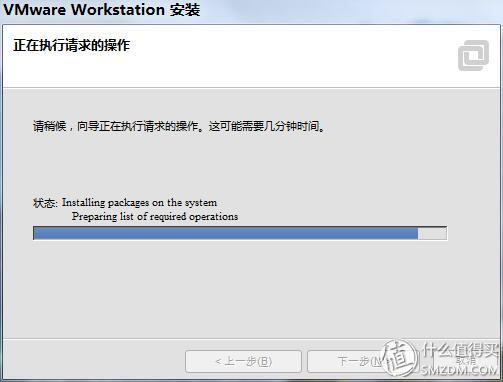 VMware Workstation 安装
正在执行请求的操作
请稍候，向导正在执行请求的操作。这可能需要几分钟时间。
状态: Installing packages on the system
Preparing list of required operations
< 上一步(B)
下一步(N
取消
值 什么值得买
SMZDM.COM